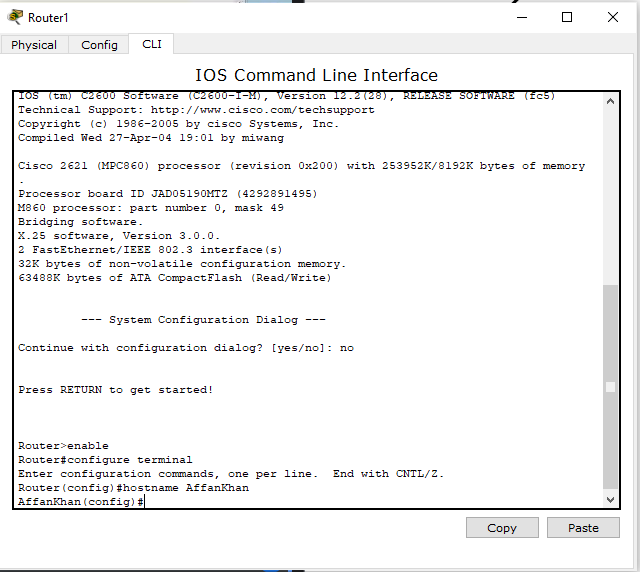 Router1
Physical Config CLI
IOS Command Line Interface
IOS (tm) C2600 Software (C2600-I-M), Version 12.2(28), RELEASE SOFTWARE (fc5)
Technical Support: http://www.cisco.com/techsupport
Copyright (c) 1986-2005 by cisco Systems, Inc.
Compiled Wed 27-Apr-04 19:01 by miwang
Cisco 2621 (MPC860) processor (revision 0x200) with 253952K/8192K bytes of memory
.
Processor board ID JAD05190MTZ (4292891495)
M860 processor: part number 0, mask 49
Bridging software.
X.25 software, Version 3.0.0.
2 FastEthernet/IEEE 802.3 interface(s)
32K bytes of non-volatile configuration memory.
63488K bytes of ATA CompactFlash (Read/Write)
--- System Configuration Dialog ---
Continue with configuration dialog? [yes/no]: no
Press RETURN to get started!
Router>enable
Router#configure terminal
Enter configuration commands, one per line.  End with CNTL/Z.
Router(config)#hostname AffanKhan
AffanKhan(config)#
Copy Paste